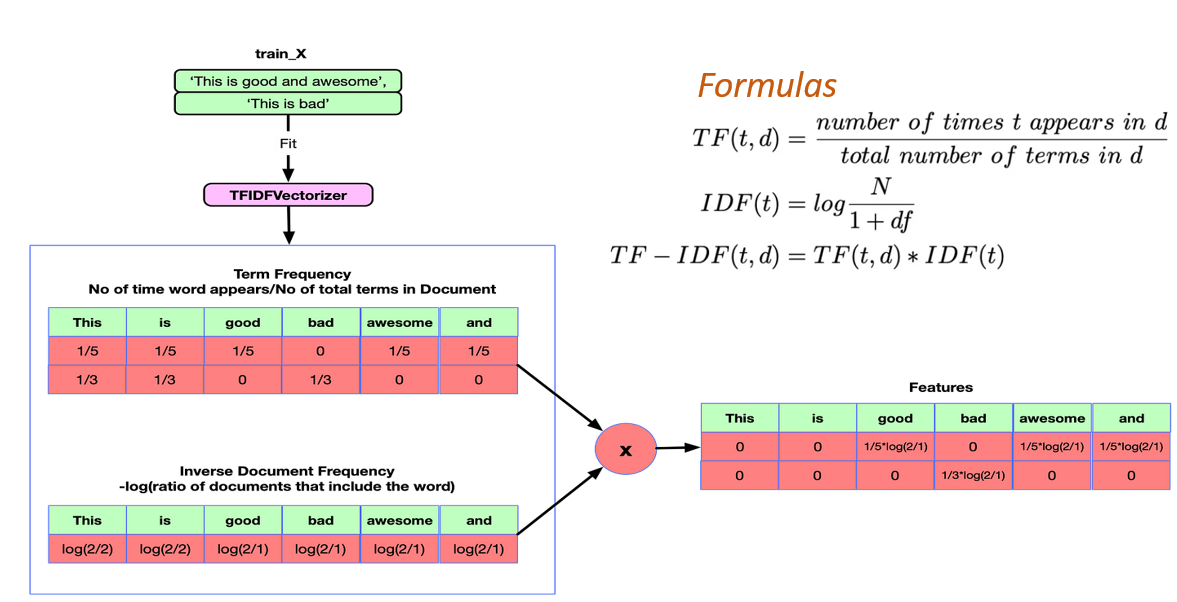 train_X
‘This is good and awesome’,
‘This is bad’
Fit
TFIDFVectorizer
Term Frequency
No of time word appears/No of total terms in Document
This is good bad awesome and
1/5 1/5 1/5 0 1/5 1/5
1/3 1/3 0 1/3 0 0
Inverse Document Frequency
-log(ratio of documents that include the word)
This is good bad awesome and
log(2/2) log(2/2) log(2/1) log(2/1) log(2/1) log(2/1)
x
Formulas
TF(t, d) = number of times t appears in d / total number of terms in d
IDF(t) = log N / 1 + df
TF − IDF(t, d) = TF(t, d) ∗ IDF(t)
Features
This is good bad awesome and
0 0 1/5*log(2/1) 0 1/5*log(2/1) 1/5*log(2/1)
0 0 0 1/3*log(2/1) 0 0